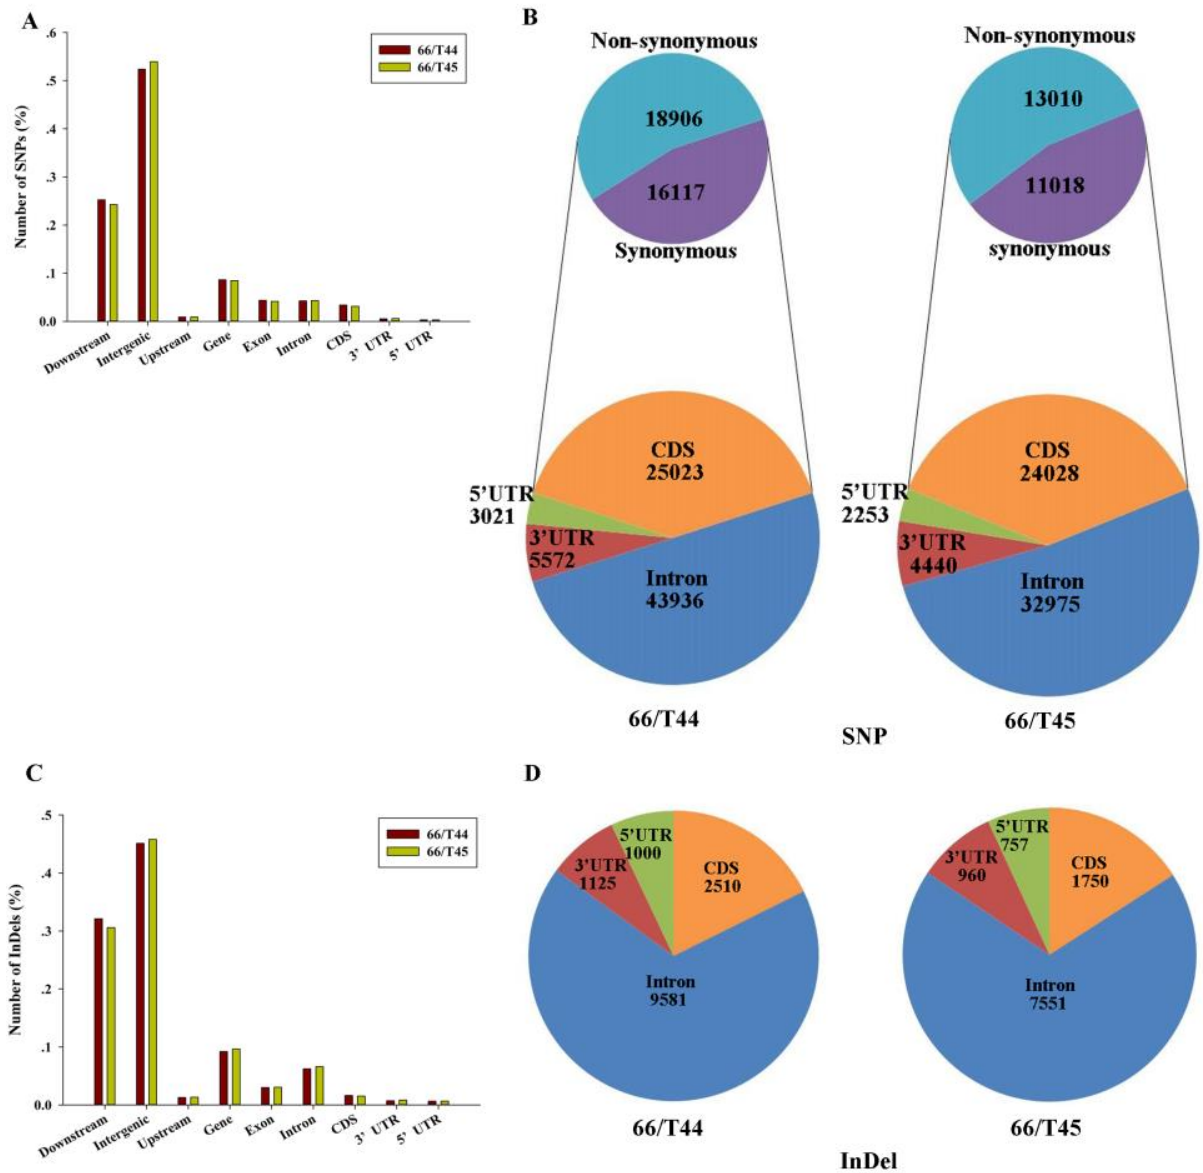 A
.6
.5
.4
.3
.2
.1
0.0
Number of SNPs (%)
66/T44
66/T45
Downstream
Intergenic
Upstream
Gene
Exon
Intron
CDS
3’ UTR
5’ UTR
B
Non-synonymous
18906
16117
Synonymous
Non-synonymous
13010
11018
synonymous
CDS
25023
5’UTR
3021
3’UTR
5572
Intron
43936
66/T44
CDS
24028
5’UTR
2253
3’UTR
4440
Intron
32975
66/T45
SNP
C
.5
.4
.3
.2
.1
0.0
Number of InDels (%)
66/T44
66/T45
Downstream
Intergenic
Upstream
Gene
Exon
Intron
CDS
3’ UTR
5’ UTR
D
5’UTR
1000
3’UTR
1125
CDS
2510
Intron
9581
66/T44
5’UTR
757
3’UTR
960
CDS
1750
Intron
7551
66/T45
InDel